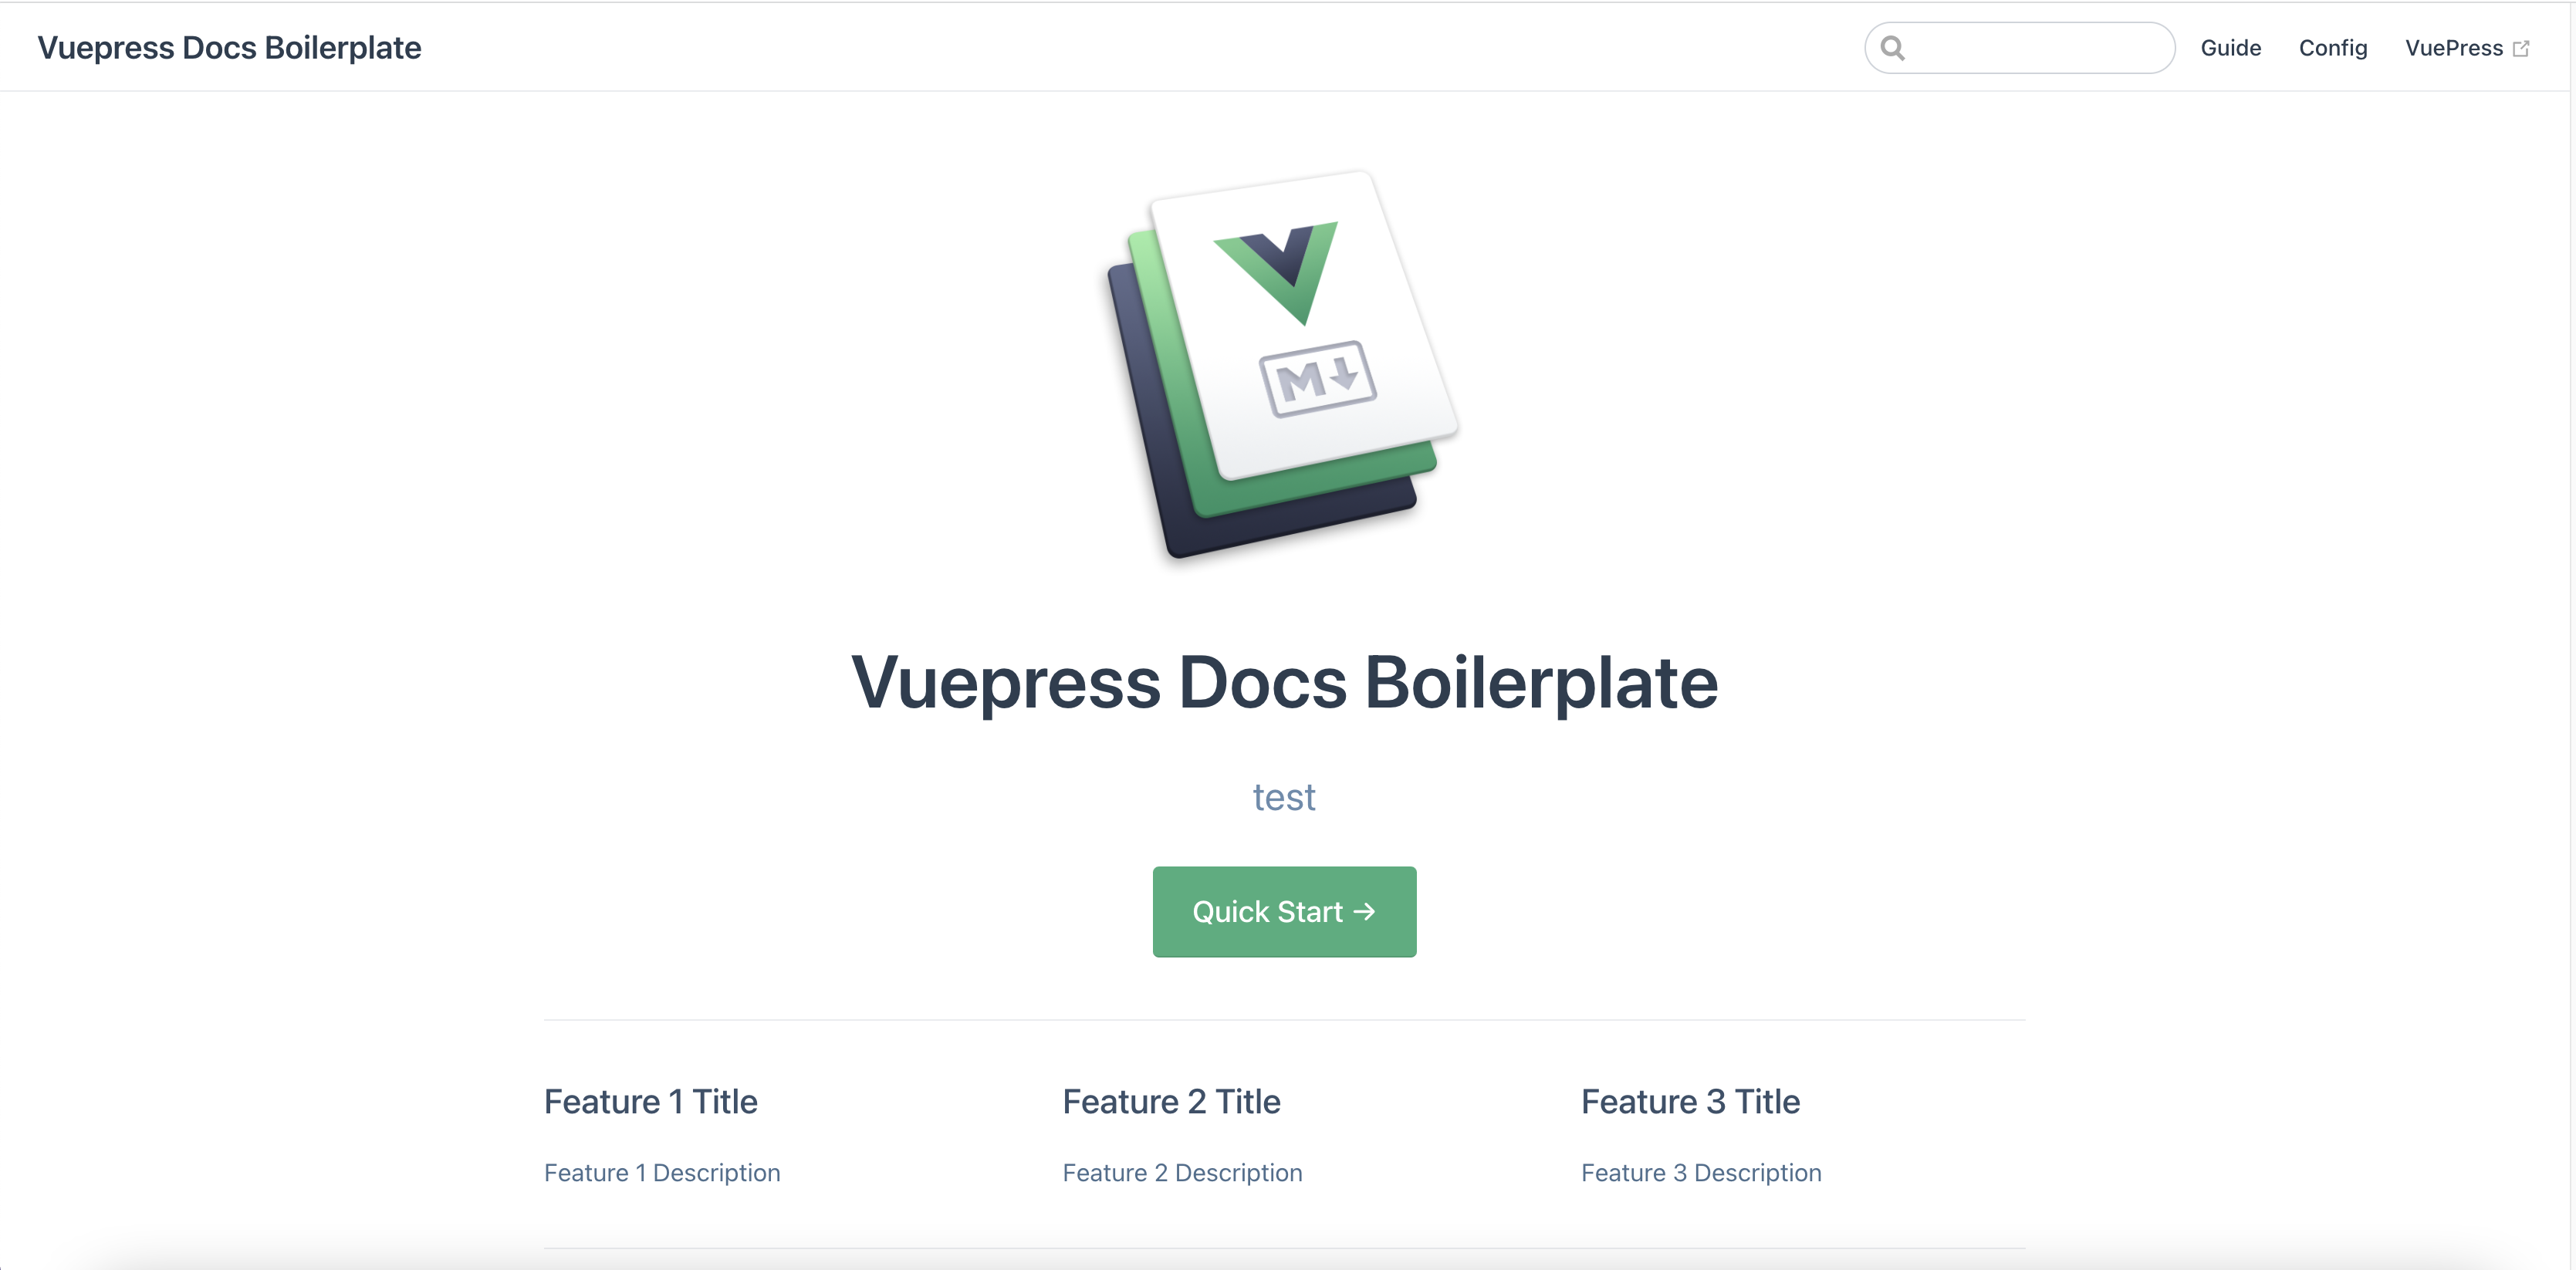 Vuepress Docs Boilerplate
Guide Config VuePress
M
Vuepress Docs Boilerplate
test
Quick Start →
Feature 1 Title
Feature 2 Title
Feature 3 Title
Feature 1 Description
Feature 2 Description
Feature 3 Description